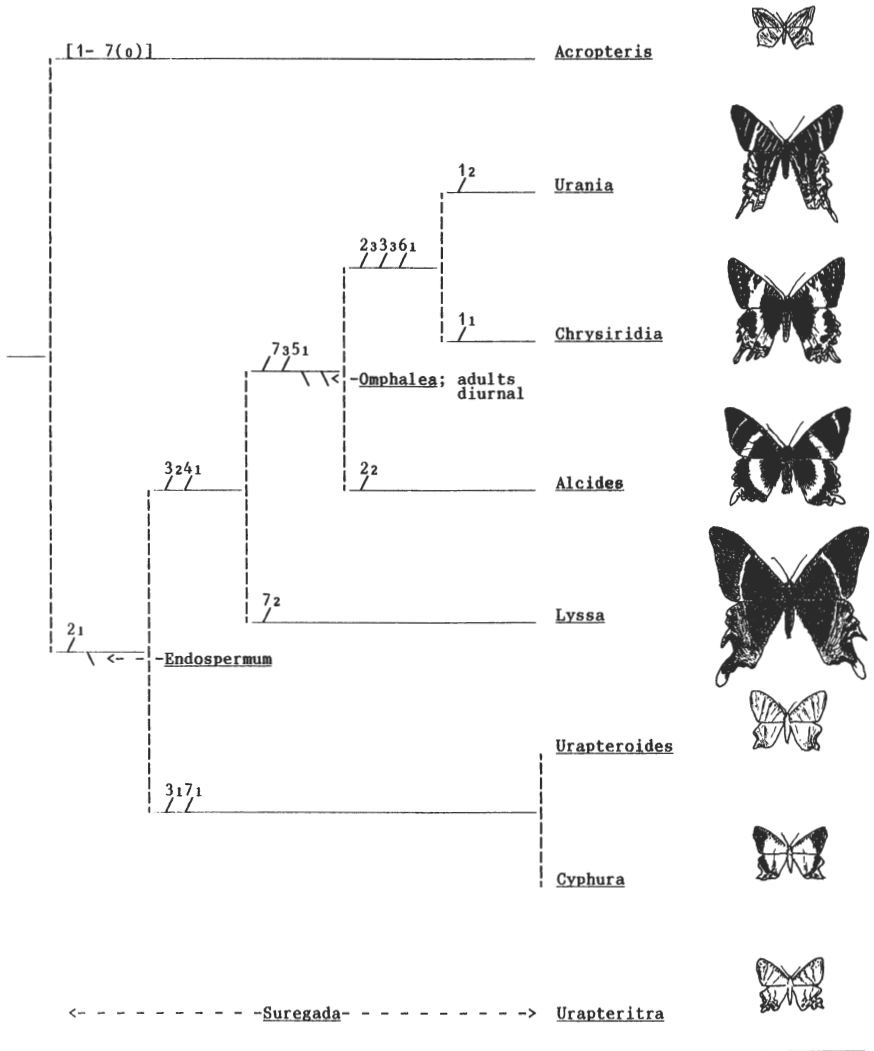 [1- 7(0)]
Acropteris
12
Urania
233361
11
Chrysiridia
7351
< -Omphalea; adults
diurnal
3241
22
Alcides
72
Lyssa
21
<- - -Endospermum
Urapteroides
3171
Cyphura
<- - - - - - - -Suregada- - - - - - - -> Urapteritra